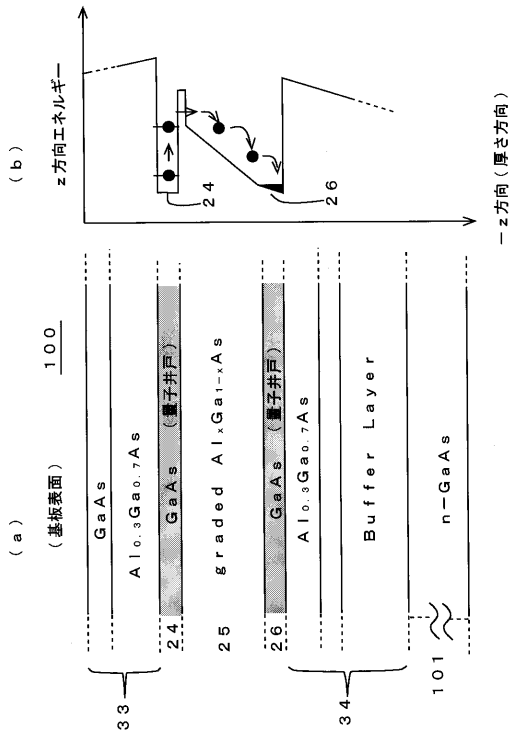 (a)
(基板表面)
100
GaAs
Al0.3Ga0.7As
33
24
GaAs (量子井戸)
25
graded AlxGa1-xAs
26
GaAs (量子井戸)
Al0.3Ga0.7As
34
Buffer Layer
101
n-GaAs
(b)
z方向エネルギー
24
26
-z方向(厚さ方向)